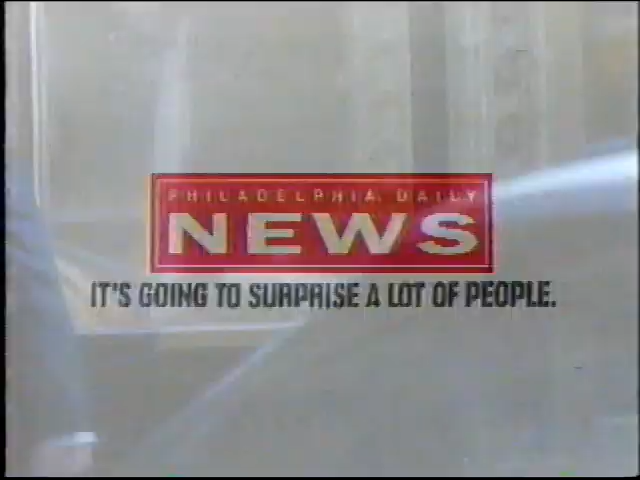 PHILADELPHIA DAILY
NEWS
IT'S GOING TO SURPRISE A LOT OF PEOPLE.